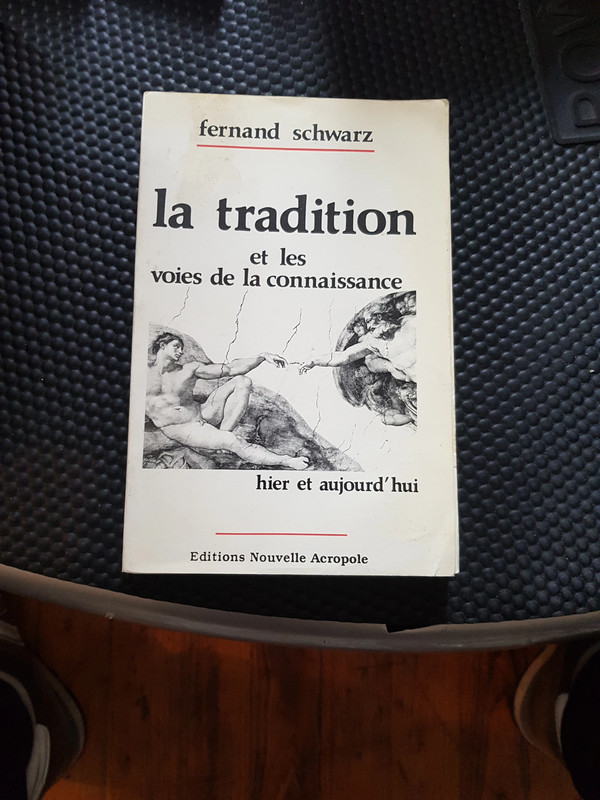 fernand schwarz
la tradition
et les
voies de la connaissance
hier et aujourd'hui
Editions Nouvelle Acropole